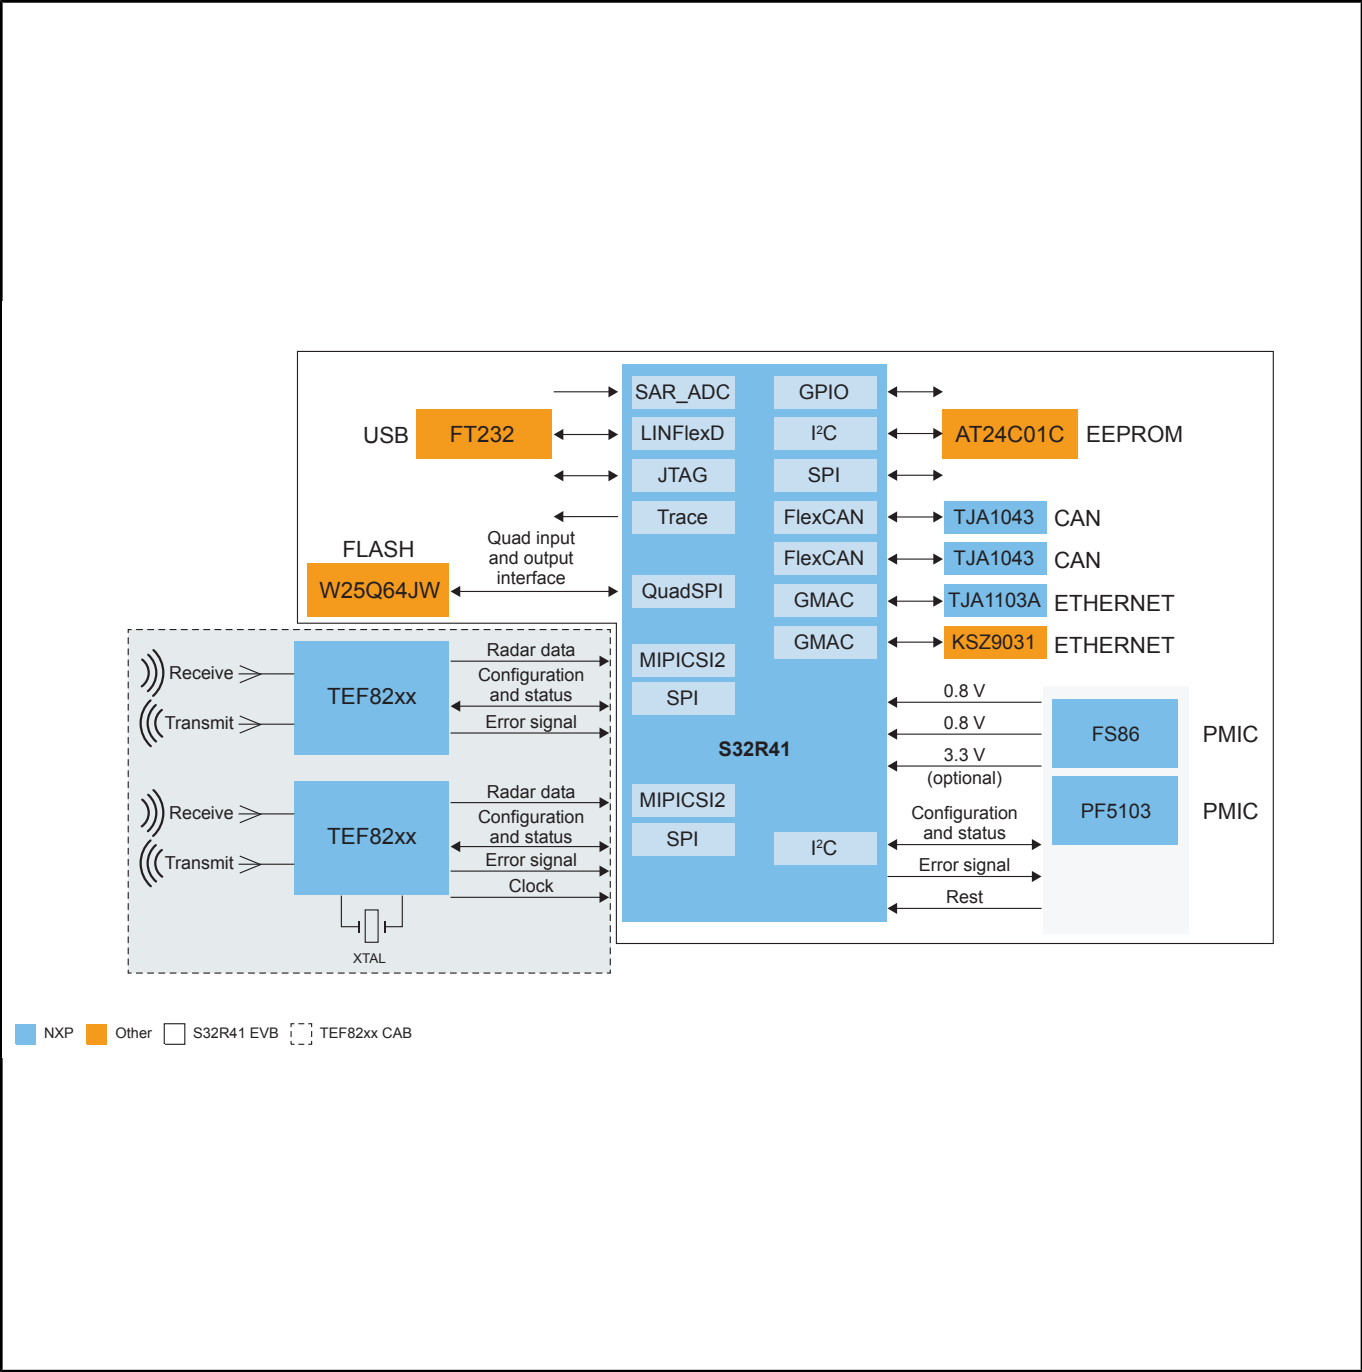 SAR_ADC
GPIO
USB
FT232
LINFlexD
I²C
AT24C01C
EEPROM
JTAG
SPI
Trace
FlexCAN
TJA1043
CAN
Quad input
and output
interface
FLASH
W25Q64JW
QuadSPI
FlexCAN
TJA1043
CAN
GMAC
TJA1103A
ETHERNET
GMAC
KSZ9031
ETHERNET
Receive
Transmit
TEF82xx
Radar data
Configuration
and status
Error signal
MIPICSI2
SPI
S32R41
0.8 V
0.8 V
3.3 V
(optional)
FS86
PMIC
PF5103
PMIC
Receive
Transmit
TEF82xx
Radar data
Configuration
and status
Error signal
Clock
XTAL
MIPICSI2
SPI
I²C
Configuration
and status
Error signal
Rest
NXP
Other
S32R41 EVB
TEF82xx CAB